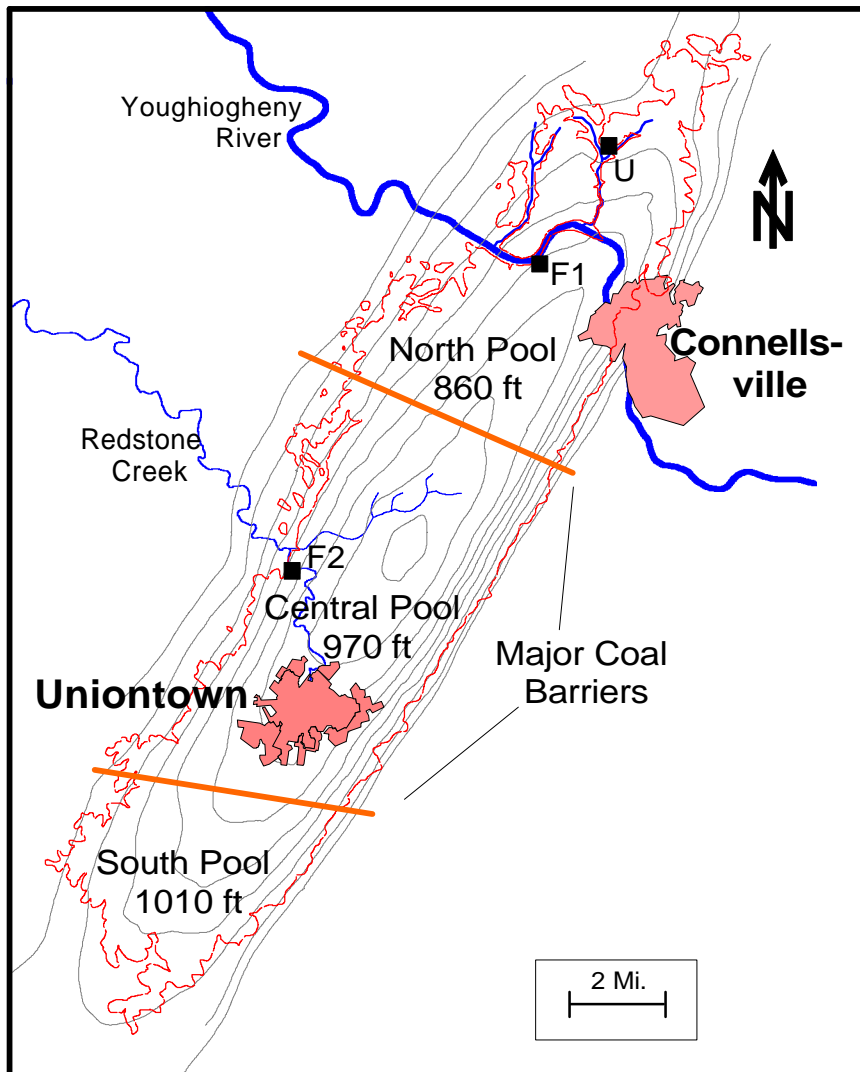 Youghiogheny
River
U
N
F1
North Pool
860 ft
Connells-
ville
Redstone
Creek
F2
Central Pool
970 ft
Major Coal
Barriers
Uniontown
South Pool
1010 ft
2 Mi.